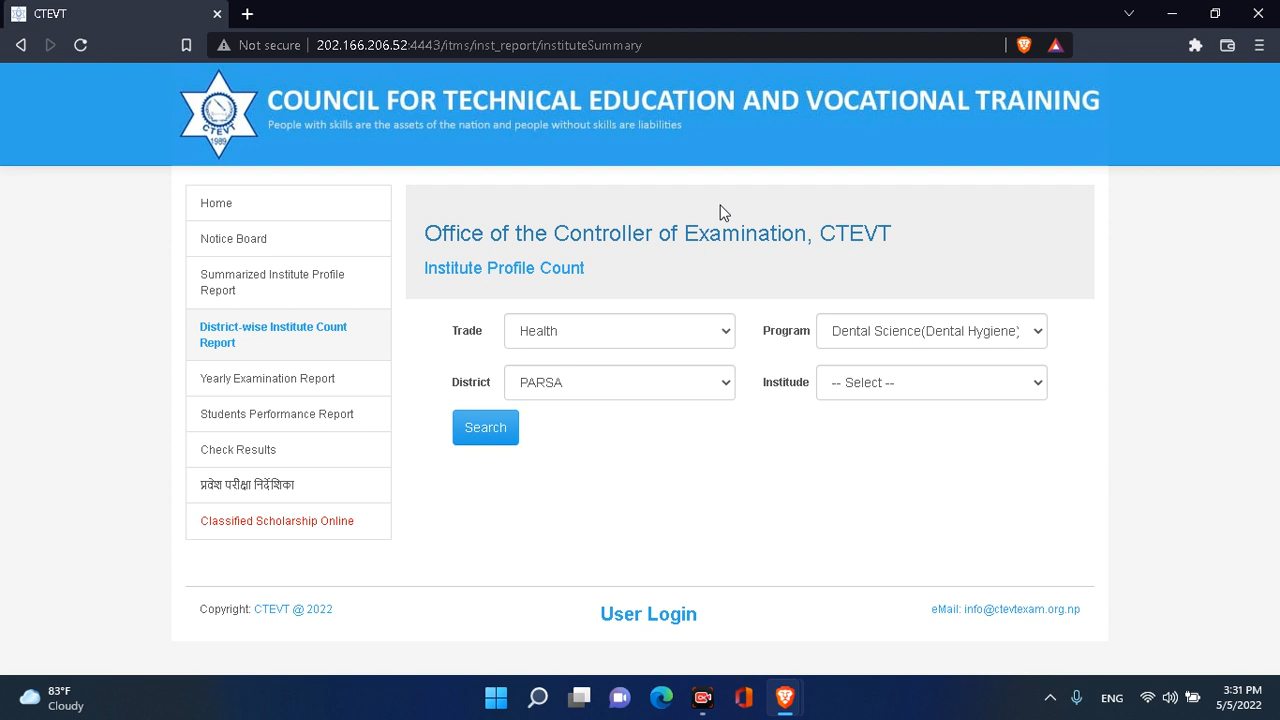 CTEVT
Not secure 202.166.206.52:4443/itms/inst_report/instituteSummary
CTEVT
1989
COUNCIL FOR TECHNICAL EDUCATION AND VOCATIONAL TRAINING
People with skills are the assets of the nation and people without skills are liabilities
Home
Notice Board
Summarized Institute Profile
Report
District-wise Institute Count
Report
Yearly Examination Report
Students Performance Report
Check Results
प्रवेश परीक्षा निर्देशिका
Classified Scholarship Online
Office of the Controller of Examination, CTEVT
Institute Profile Count
Trade Health Program Dental Science(Dental Hygiene)
District PARSA Institude -- Select --
Search
Copyright: CTEVT @ 2022 User Login eMail: info@ctevtexam.org.np
83°F
Cloudy
ENG
3:31 PM
5/5/2022